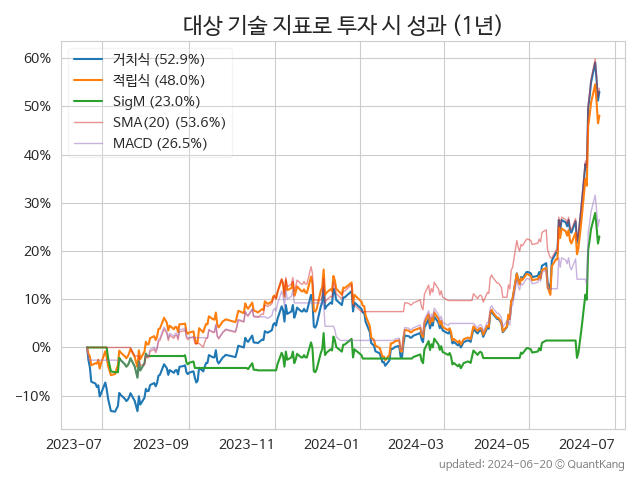 대상 기술 지표로 투자 시 성과 (1년)
거치식 (52.9%)
적립식 (48.0%)
SigM (23.0%)
SMA(20) (53.6%)
MACD (26.5%)
60%
50%
40%
30%
20%
10%
0%
−10%
2023-07 2023-09 2023-11 2024-01 2024-03 2024-05 2024-07
updated: 2024-06-20 © QuantKang